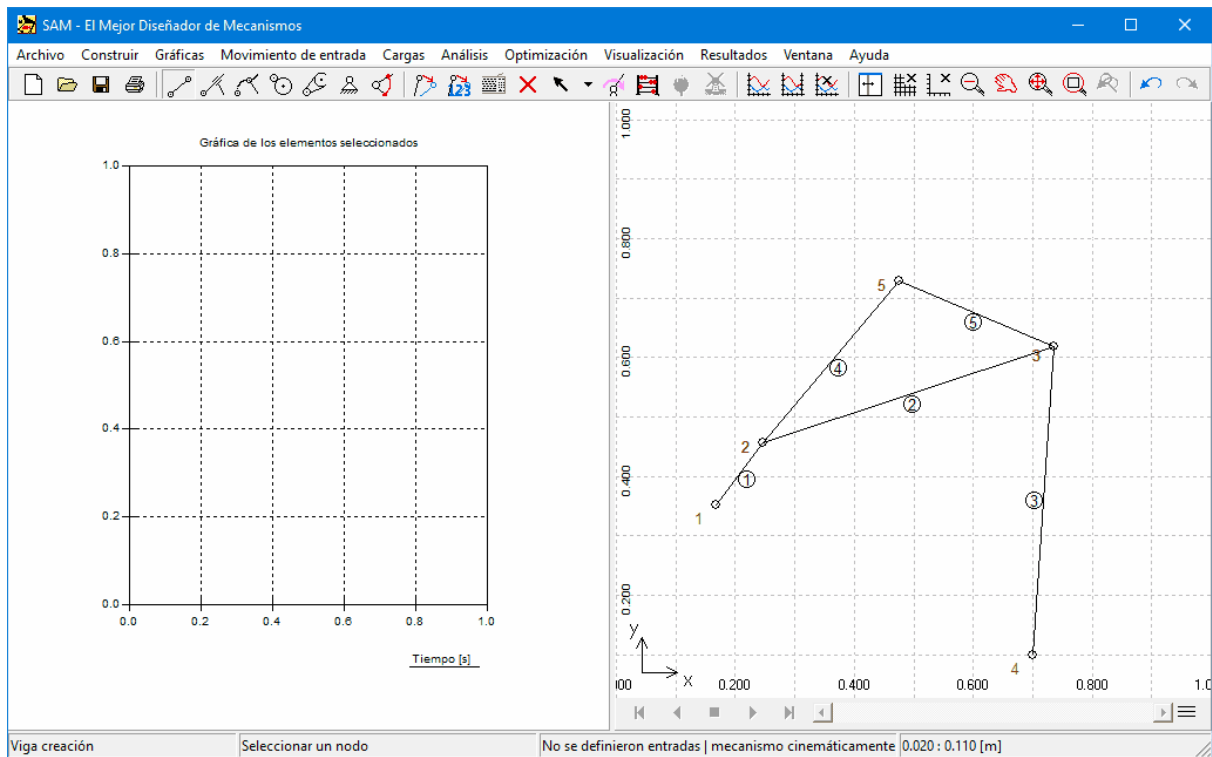 SAM - El Mejor Diseñador de Mecanismos
Archivo Construir Gráficas Movimiento de entrada Cargas Análisis Optimización Visualización Resultados Ventana Ayuda
123
Gráfica de los elementos seleccionados
1.0
0.8
0.6
0.4
0.2
0.0
0.0 0.2 0.4 0.6 0.8 1.0
Tiempo [s]
1.000
0.800
0.600
0.400
0.200
5
5
3
4
2
2
1
1
3
4
y
x
00 0.200 0.400 0.600 0.800 1.0
Viga creación
Seleccionar un nodo
No se definieron entradas | mecanismo cinemáticamente
0.020 : 0.110 [m]